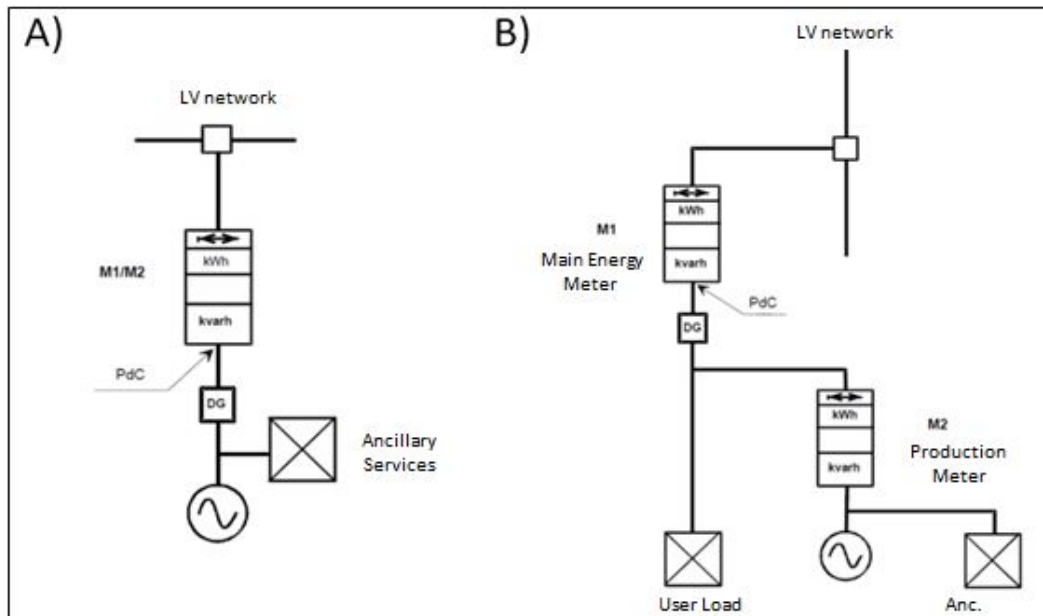 A)
LV network
kWh
M1/M2
kvarh
PdC
DG
Ancillary
Services
B)
LV network
kWh
M1
Main Energy
Meter
kvarh
PdC
DG
kWh
M2
Production
Meter
kvarh
User Load
Anc.